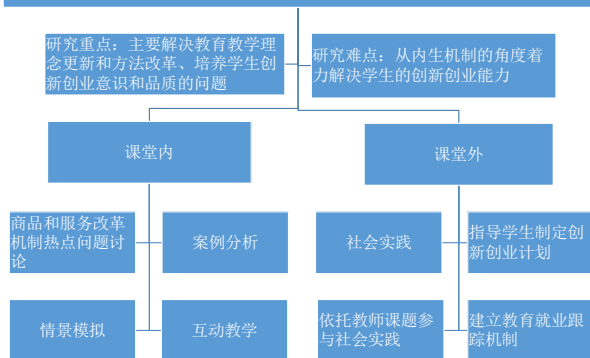 研究重点：主要解决教育教学理
念更新和方法改革、培养学生创
新创业意识和品质的问题
研究难点：从内生机制的角度着
力解决学生的创新创业能力
课堂内
课堂外
商品和服务改革
机制热点问题讨
论
案例分析
社会实践
指导学生制定创
新创业计划
情景模拟
互动教学
依托教师课题参
与社会实践
建立教育就业跟
踪机制